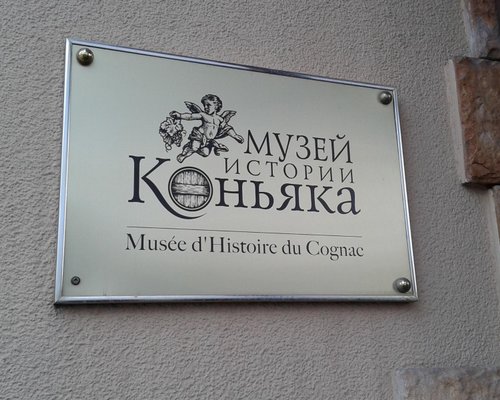 МУЗЕЙ
ИСТОРИИ
Коньяка
Musée d'Histoire du Cognac